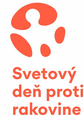 Svetový
deň proti
rakovine